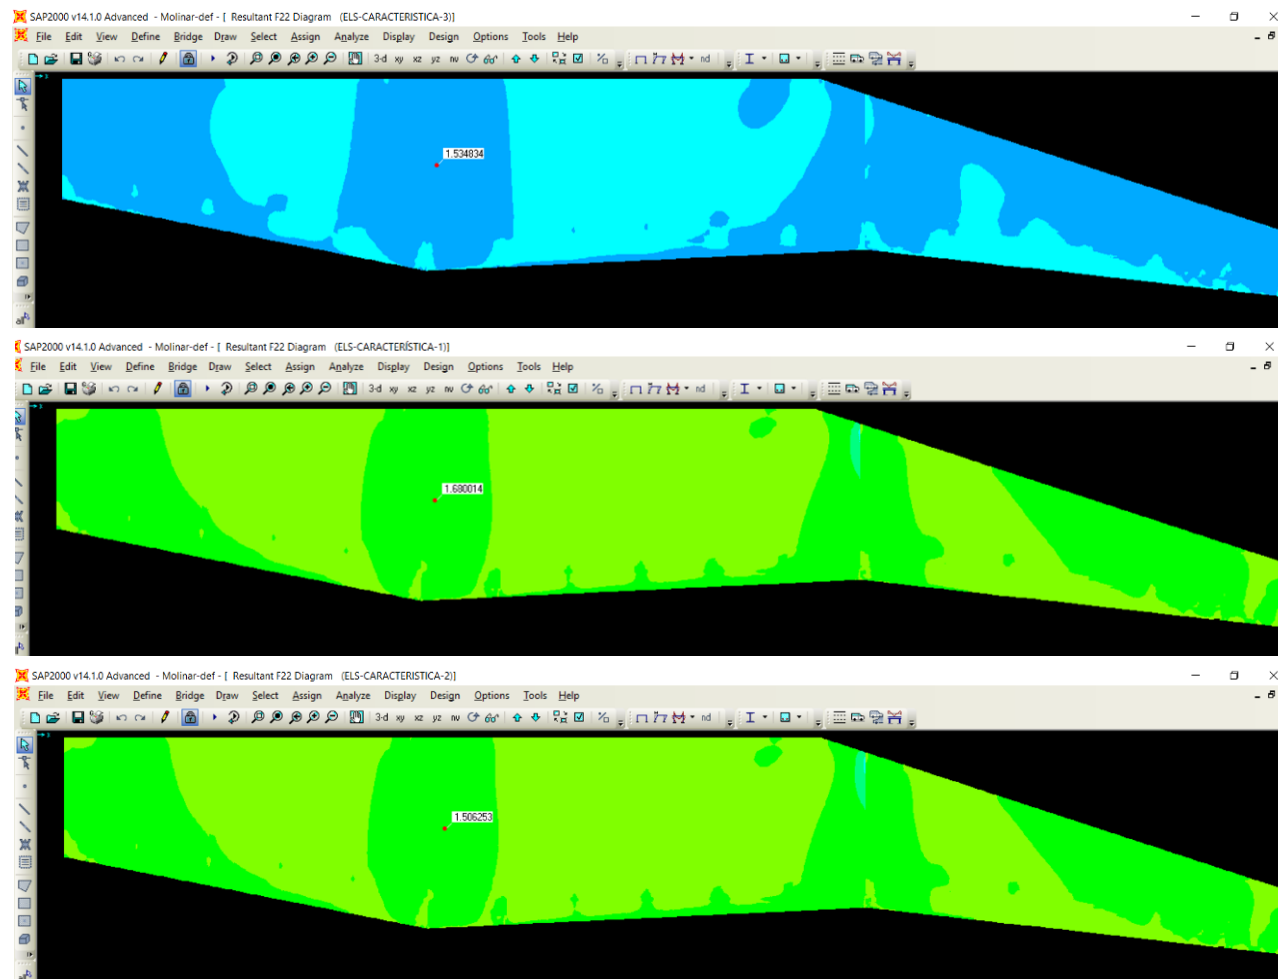 SAP2000 v14.1.0 Advanced - Molinar-def - [ Resultant F22 Diagram (ELS-CARACTERISTICA-3)]
File Edit View Define Bridge Draw Select Assign Analyze Display Design Options Tools Help
3-d xy xz yz nv nd
1.534834
SAP2000 v14.1.0 Advanced - Molinar-def - [ Resultant F22 Diagram (ELS-CARACTERÍSTICA-1)]
File Edit View Define Bridge Draw Select Assign Analyze Display Design Options Tools Help
3-d xy xz yz nv nd
1.680014
SAP2000 v14.1.0 Advanced - Molinar-def - [ Resultant F22 Diagram (ELS-CARACTERISTICA-2)]
File Edit View Define Bridge Draw Select Assign Analyze Display Design Options Tools Help
3-d xy xz yz nv nd
1.506253